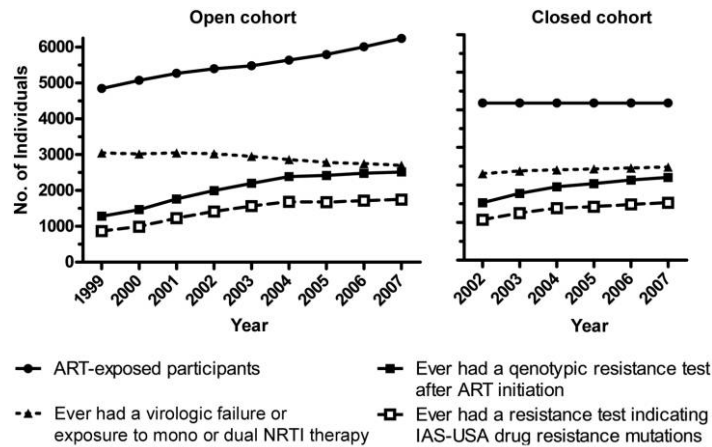 Open cohort
Closed cohort
No. of Individuals
6000
5000
4000
3000
2000
1000
0
1999 2000 2001 2002 2003 2004 2005 2006 2007
Year
2002 2003 2004 2005 2006 2007
Year
ART-exposed participants
Ever had a virologic failure or
exposure to mono or dual NRTI therapy
Ever had a qenotypic resistance test
after ART initiation
Ever had a resistance test indicating
IAS-USA drug resistance mutations